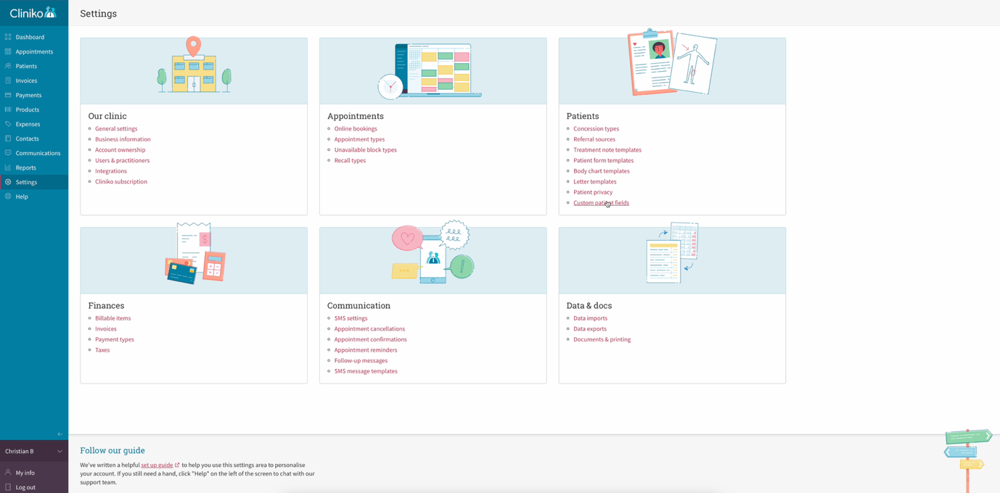 Cliniko
Dashboard
Appointments
Patients
Invoices
Payments
Products
Expenses
Contacts
Communications
Reports
Settings
Help
Christian B
My info
Log out
Settings
Our clinic
General settings
Business information
Account ownership
Users & practitioners
Integrations
Cliniko subscription
Appointments
Online bookings
Appointment types
Unavailable block types
Recall types
Patients
Concession types
Referral sources
Treatment note templates
Patient form templates
Body chart templates
Letter templates
Patient privacy
Custom patient fields
$
Finances
Billable items
Invoices
Payment types
Taxes
Communication
SMS settings
Appointment cancellations
Appointment confirmations
Appointment reminders
Follow-up messages
SMS message templates
Data & docs
Data imports
Data exports
Documents & printing
Follow our guide
We've written a helpful set up guide to help you use this settings area to personalise
your account. If you still need a hand, click "Help" on the left of the screen to chat with our
support team.